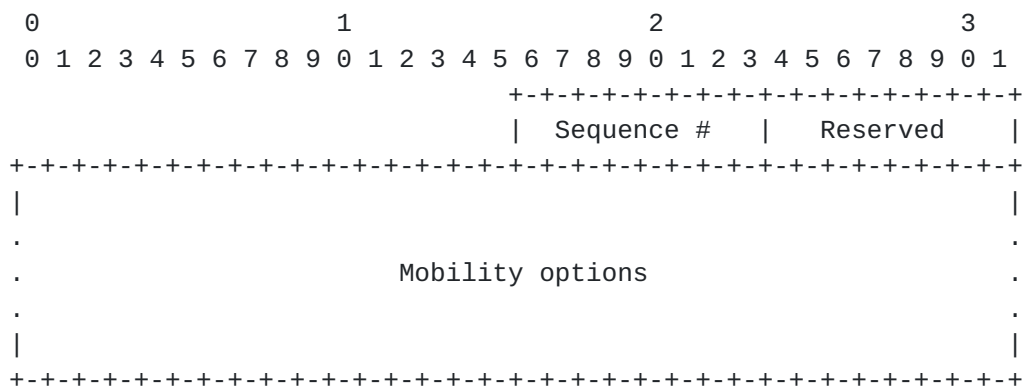 0                   1                   2                   3
0 1 2 3 4 5 6 7 8 9 0 1 2 3 4 5 6 7 8 9 0 1 2 3 4 5 6 7 8 9 0 1
                               +-+-+-+-+-+-+-+-+-+-+-+-+-+-+-+-+
                               |  Sequence #   |   Reserved    |
+-+-+-+-+-+-+-+-+-+-+-+-+-+-+-+-+-+-+-+-+-+-+-+-+-+-+-+-+-+-+-+-+
|                                                               |
.                                                               .
.                        Mobility options                       .
.                                                               .
|                                                               |
+-+-+-+-+-+-+-+-+-+-+-+-+-+-+-+-+-+-+-+-+-+-+-+-+-+-+-+-+-+-+-+-+